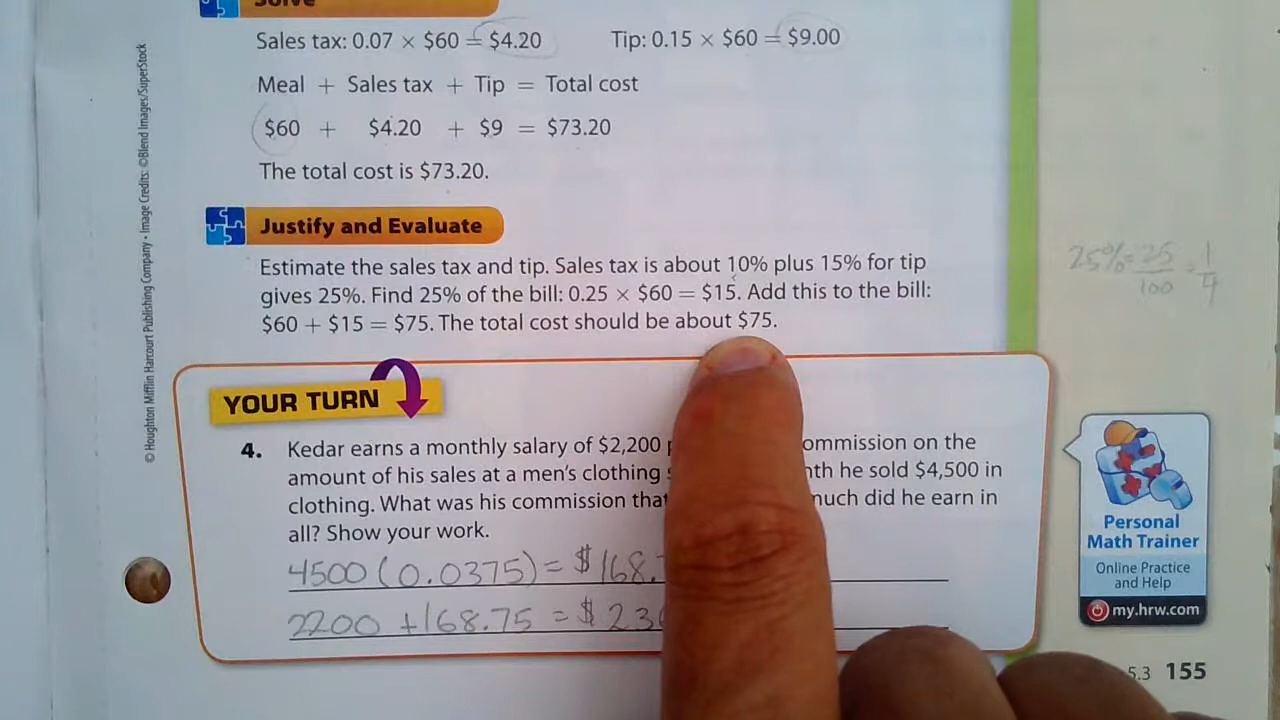 Solve
Sales tax: 0.07 × $60 = $4.20 Tip: 0.15 × $60 = $9.00
Meal + Sales tax + Tip = Total cost
$60 + $4.20 + $9 = $73.20
The total cost is $73.20.
Justify and Evaluate
Estimate the sales tax and tip. Sales tax is about 10% plus 15% for tip
gives 25%. Find 25% of the bill: 0.25 × $60 = $15. Add this to the bill:
$60 + $15 = $75. The total cost should be about $75.
25% = 25/100 = 1/4
YOUR TURN
4. Kedar earns a monthly salary of $2,200 ommission on the
amount of his sales at a men's clothing he sold $4,500 in
clothing. What was his commission that much did he earn in
all? Show your work.
4500 (0.0375) = $168.
2200 + 168.75 = $23
Personal
Math Trainer
Online Practice
and Help
my.hrw.com
5.3 155
© Houghton Mifflin Harcourt Publishing Company • Image Credits: ©Blend Images/SuperStock